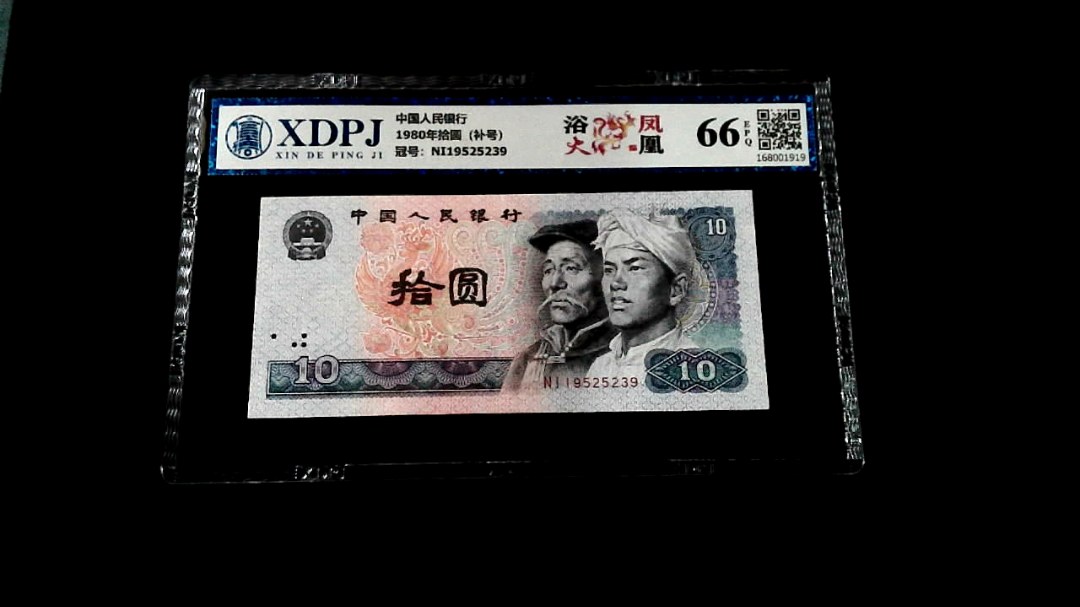 XDPJ
XIN DE PING JI
中国人民银行
1980年拾圆（补号）
冠号：NI19525239
浴火
凤凰
66
EPQ
168001919
中国人民银行
10
拾圆
10
NI19525239
10